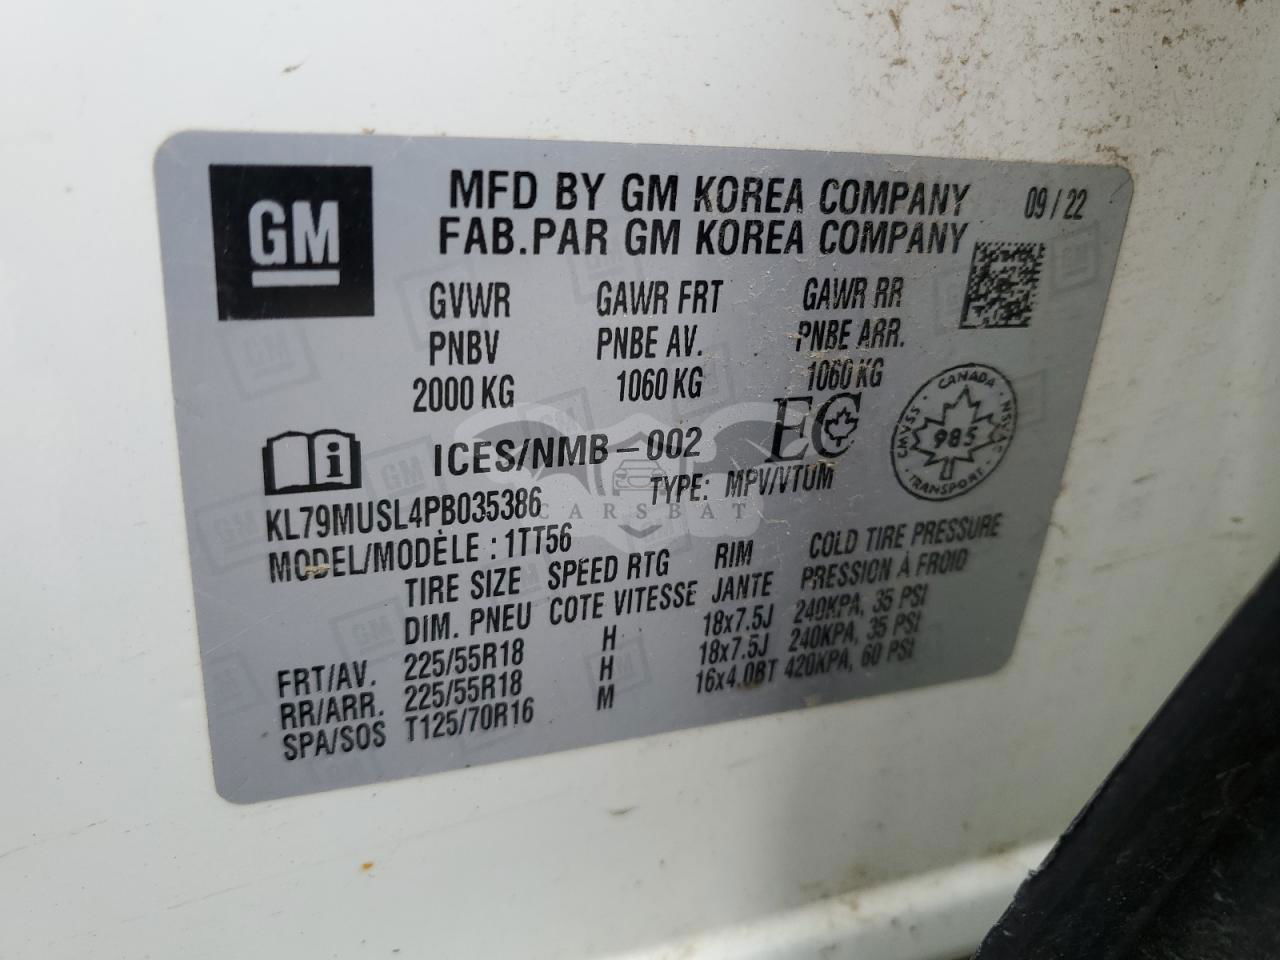 GM
MFD BY GM KOREA COMPANY 09/22
FAB.PAR GM KOREA COMPANY
GVWR GAWR FRT GAWR RR
PNBV PNBE AV. PNBE ARR.
2000 KG 1060 KG 1060 KG
ICES/NMB-002 EC
CANADA
CMVSS · NSVAC
985
TRANSPORT
KL79MUSL4PB035386 TYPE: MPV/VTUM
CARSBAT
MODEL/MODÈLE : 1TT56
TIRE SIZE SPEED RTG RIM COLD TIRE PRESSURE
DIM. PNEU COTE VITESSE JANTE PRESSION À FROID
FRT/AV. 225/55R18 H 18x7.5J 240KPA, 35 PSI
RR/ARR. 225/55R18 H 18x7.5J 240KPA, 35 PSI
SPA/SOS T125/70R16 M 16x4.0BT 420KPA, 60 PSI